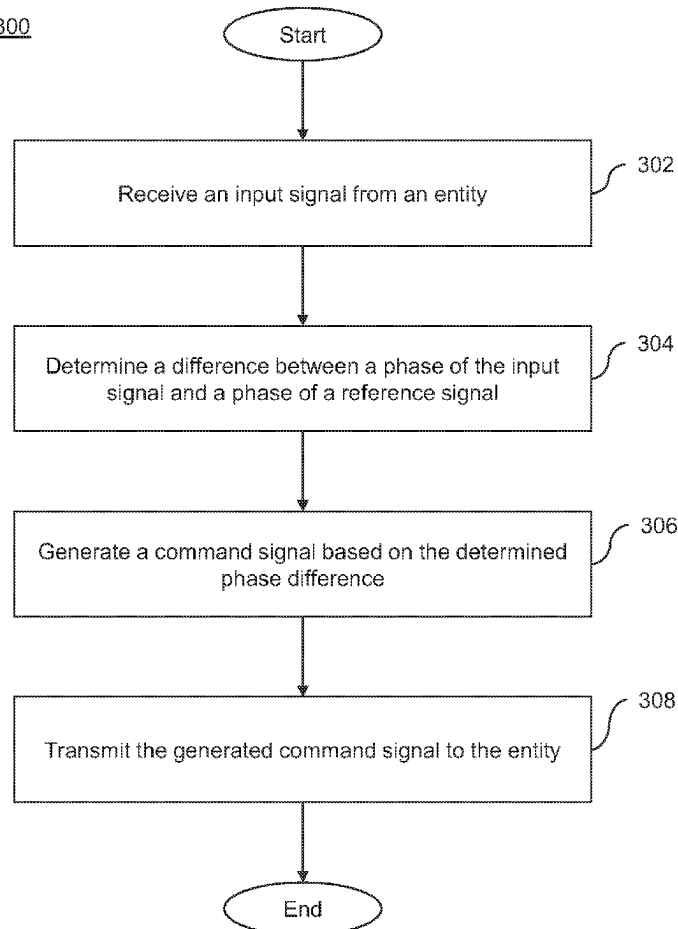 300
Start
Receive an input signal from an entity
302
Determine a difference between a phase of the input
signal and a phase of a reference signal
304
Generate a command signal based on the determined
phase difference
306
Transmit the generated command signal to the entity
308
End